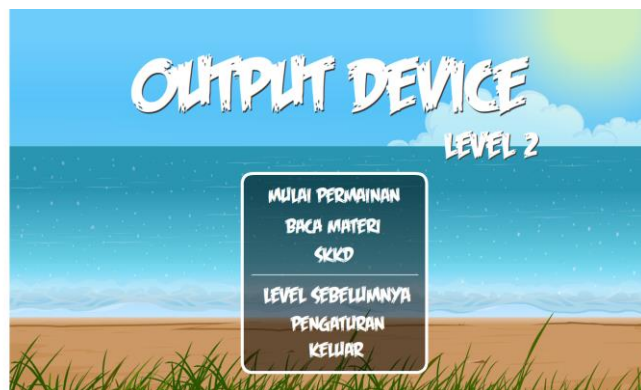 OUTPUT DEVICE
LEVEL 2
MULAI PERMAINAN
BACA MATERI
SKKD
LEVEL SEBELUMNYA
PENGATURAN
KELUAR